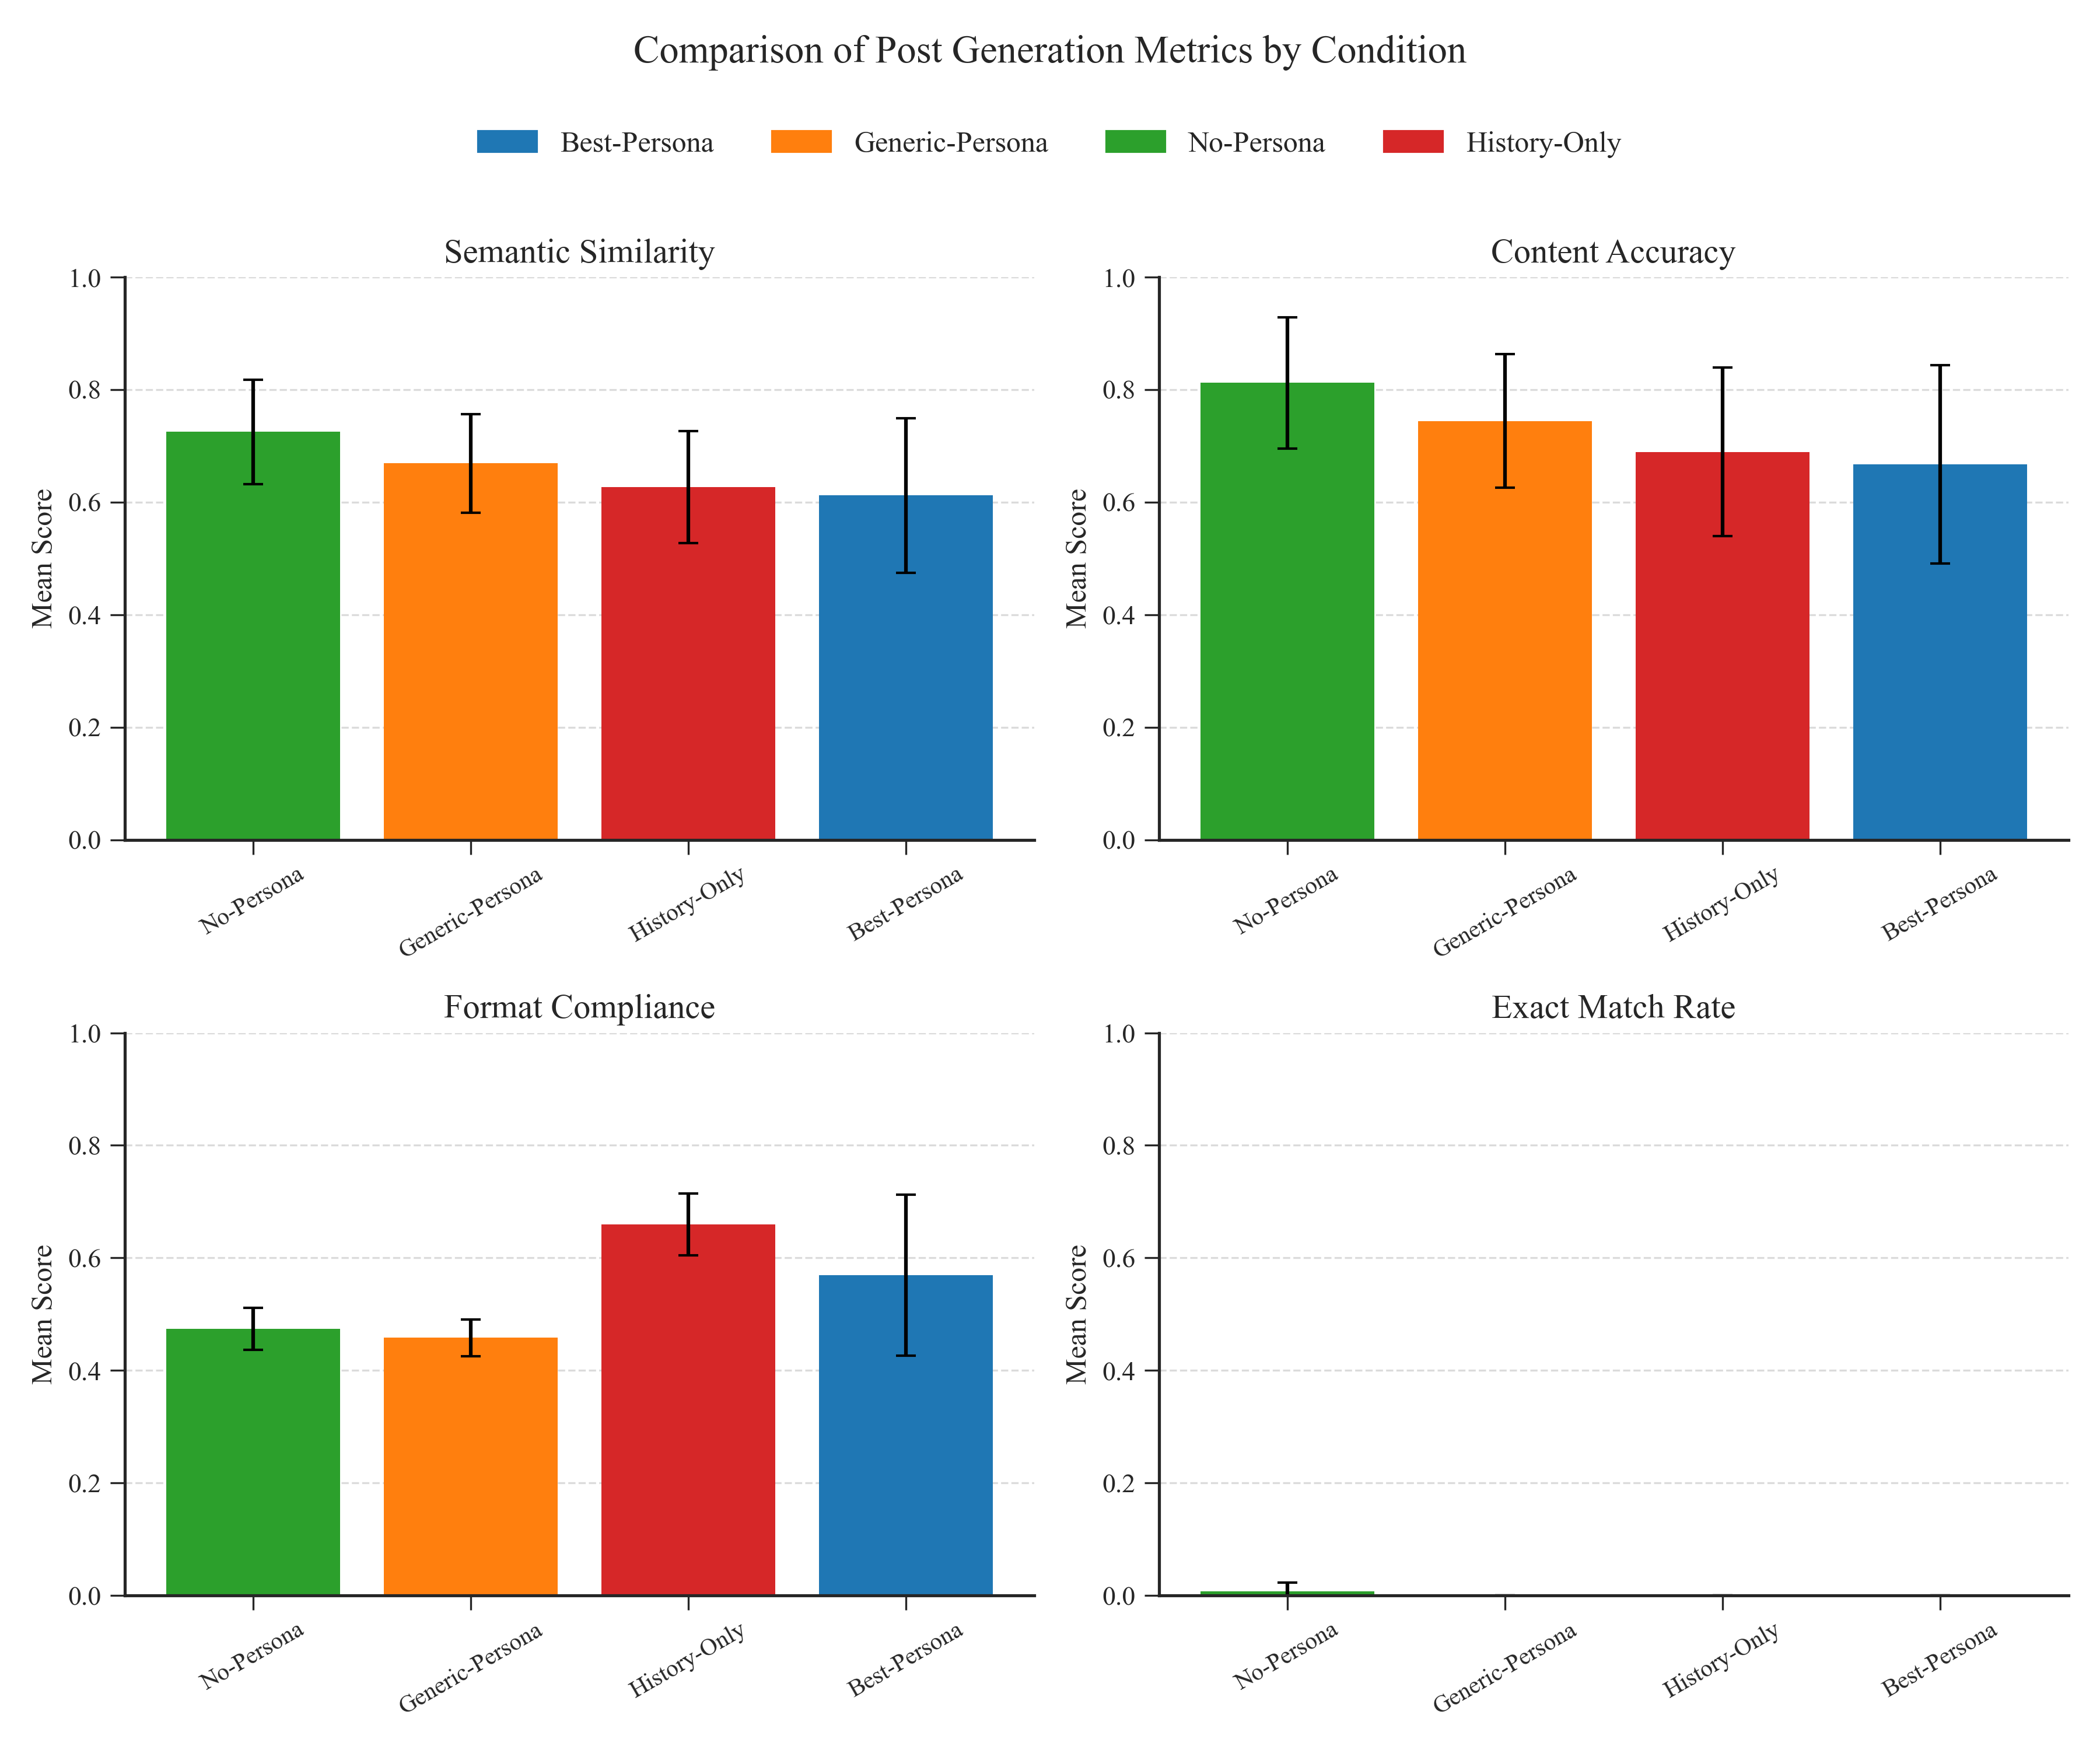 Comparison of Post Generation Metrics by Condition
Best-Persona Generic-Persona No-Persona History-Only
Semantic Similarity
Mean Score
1.0
0.8
0.6
0.4
0.2
0.0
No-Persona Generic-Persona History-Only Best-Persona
Content Accuracy
Mean Score
1.0
0.8
0.6
0.4
0.2
0.0
No-Persona Generic-Persona History-Only Best-Persona
Format Compliance
Mean Score
1.0
0.8
0.6
0.4
0.2
0.0
No-Persona Generic-Persona History-Only Best-Persona
Exact Match Rate
Mean Score
1.0
0.8
0.6
0.4
0.2
0.0
No-Persona Generic-Persona History-Only Best-Persona